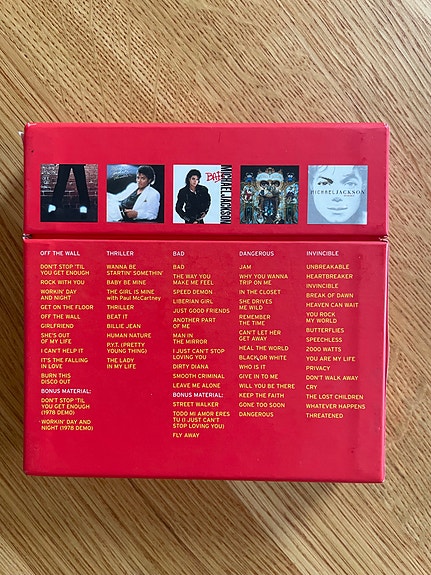 BAD
MICHAEL JACKSON
MICHAEL JACKSON
OFF THE WALL
DON'T STOP 'TIL
YOU GET ENOUGH
ROCK WITH YOU
WORKIN' DAY
AND NIGHT
GET ON THE FLOOR
OFF THE WALL
GIRLFRIEND
SHE'S OUT
OF MY LIFE
I CAN'T HELP IT
IT'S THE FALLING
IN LOVE
BURN THIS
DISCO OUT
BONUS MATERIAL:
DON'T STOP 'TIL
YOU GET ENOUGH
(1978 DEMO)
WORKIN' DAY AND
NIGHT (1978 DEMO)
THRILLER
WANNA BE
STARTIN' SOMETHIN'
BABY BE MINE
THE GIRL IS MINE
with Paul McCartney
THRILLER
BEAT IT
BILLIE JEAN
HUMAN NATURE
P.Y.T. (PRETTY
YOUNG THING)
THE LADY
IN MY LIFE
BAD
BAD
THE WAY YOU
MAKE ME FEEL
SPEED DEMON
LIBERIAN GIRL
JUST GOOD FRIENDS
ANOTHER PART
OF ME
MAN IN
THE MIRROR
I JUST CAN'T STOP
LOVING YOU
DIRTY DIANA
SMOOTH CRIMINAL
LEAVE ME ALONE
BONUS MATERIAL:
STREET WALKER
TODO MI AMOR ERES
TU (I JUST CAN'T
STOP LOVING YOU)
FLY AWAY
DANGEROUS
JAM
WHY YOU WANNA
TRIP ON ME
IN THE CLOSET
SHE DRIVES
ME WILD
REMEMBER
THE TIME
CAN'T LET HER
GET AWAY
HEAL THE WORLD
BLACK OR WHITE
WHO IS IT
GIVE IN TO ME
WILL YOU BE THERE
KEEP THE FAITH
GONE TOO SOON
DANGEROUS
INVINCIBLE
UNBREAKABLE
HEARTBREAKER
INVINCIBLE
BREAK OF DAWN
HEAVEN CAN WAIT
YOU ROCK
MY WORLD
BUTTERFLIES
SPEECHLESS
2000 WATTS
YOU ARE MY LIFE
PRIVACY
DON'T WALK AWAY
CRY
THE LOST CHILDREN
WHATEVER HAPPENS
THREATENED